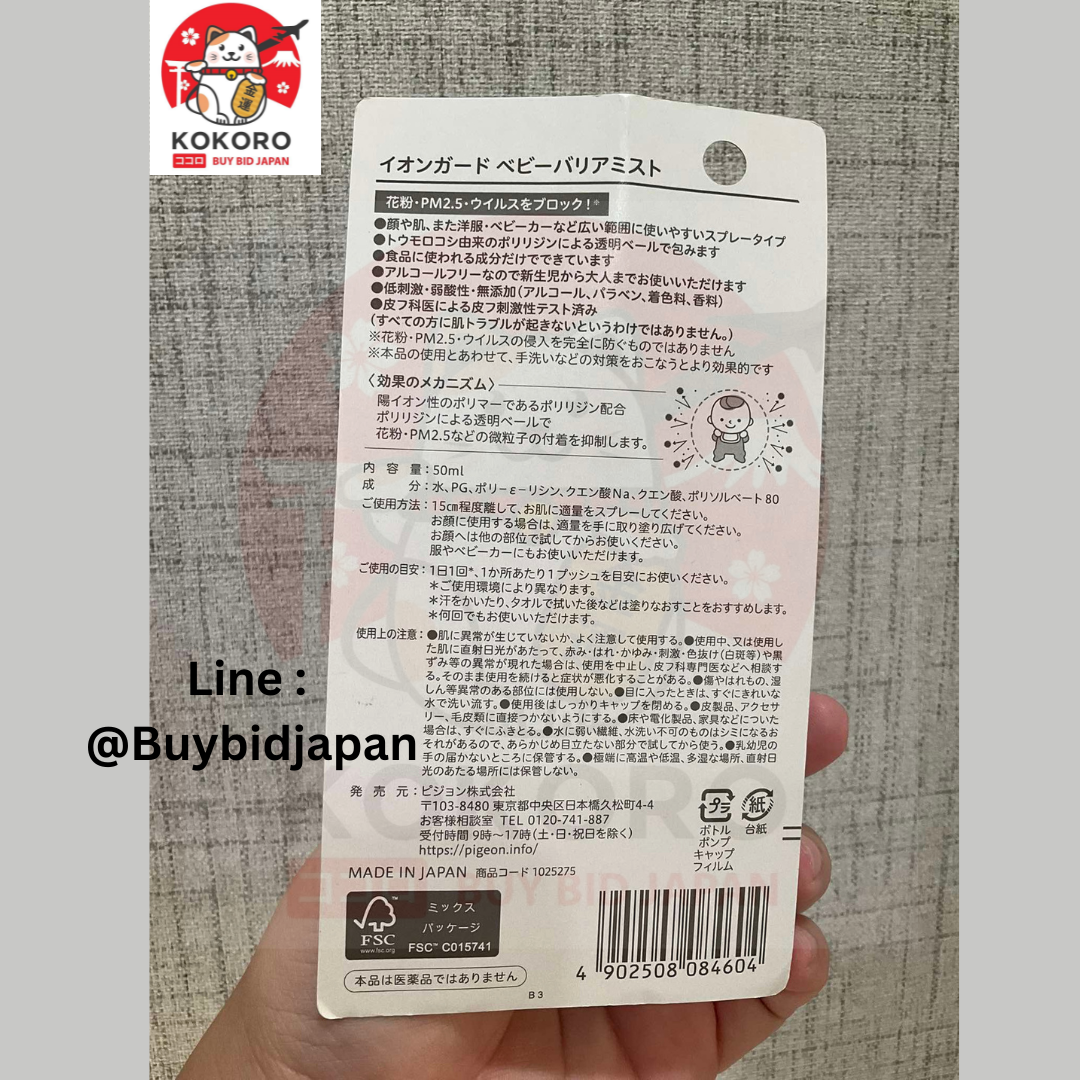 金運
KOKORO
ココロ BUY BID JAPAN
イオンガード ベビーバリアミスト
花粉・PM2.5・ウイルスをブロック!※
●顔や肌、また洋服・ベビーカーなど広い範囲に使いやすいスプレータイプ
●トウモロコシ由来のポリリジンによる透明ベールで包みます
●食品に使われる成分だけでできています
●アルコールフリーなので新生児から大人までお使いいただけます
●低刺激・弱酸性・無添加(アルコール、パラベン、着色料、香料)
●皮フ科医による皮フ刺激性テスト済み
(すべての方に肌トラブルが起きないというわけではありません。)
※花粉・PM2.5・ウイルスの侵入を完全に防ぐものではありません
※本品の使用とあわせて、手洗いなどの対策をおこなうとより効果的です
〈効果のメカニズム〉
陽イオン性のポリマーであるポリリジン配合
ポリリジンによる透明ベールで
花粉・PM2.5などの微粒子の付着を抑制します。
内容量:50ml
成分:水、PG、ポリ-ε-リシン、クエン酸Na、クエン酸、ポリソルベート80
ご使用方法:15cm程度離して、お肌に適量をスプレーしてください。
お顔に使用する場合は、適量を手に取り塗り広げてください。
お顔へは他の部位で試してからお使いください。
服やベビーカーにもお使いいただけます。
ご使用の目安:1日1回*、1か所あたり1プッシュを目安にお使いください。
*ご使用環境により異なります。
*汗をかいたり、タオルで拭いた後などは塗りなおすことをおすすめします。
*何回でもお使いいただけます。
使用上の注意:●肌に異常が生じていないか、よく注意して使用する。●使用中、又は使用し
た肌に直射日光があたって、赤み・はれ・かゆみ・刺激・色抜け(白斑等)や黒
ずみ等の異常が現れた場合は、使用を中止し、皮フ科専門医などへ相談す
る。そのまま使用を続けると症状が悪化することがある。●傷やはれもの、湿
しん等異常のある部位には使用しない。●目に入ったときは、すぐにきれいな
水で洗い流す。●使用後はしっかりキャップを閉める。●皮製品、アクセサ
リー、毛皮類に直接つかないようにする。●床や電化製品、家具などについた
場合は、すぐにふきとる。●水に弱い繊維、水洗い不可のものはシミになるお
それがあるので、あらかじめ目立たない部分で試してから使う。●乳幼児の
手の届かないところに保管する。●極端に高温や低温、多湿な場所、直射日
光のあたる場所には保管しない。
Line :
@Buybidjapan
発売元:ピジョン株式会社
〒103-8480 東京都中央区日本橋久松町4-4
お客様相談室 TEL 0120-741-887
受付時間 9時~17時(土・日・祝日を除く)
https://pigeon.info/
プラ
ボトル
ポンプ
キャップ
フィルム
紙
台紙
MADE IN JAPAN 商品コード 1025275
KOKORO
ココロ BUY BID JAPAN
FSC
www.fsc.org
ミックス
パッケージ
FSC™ C015741
本品は医薬品ではありません
4 902508 084604
B3